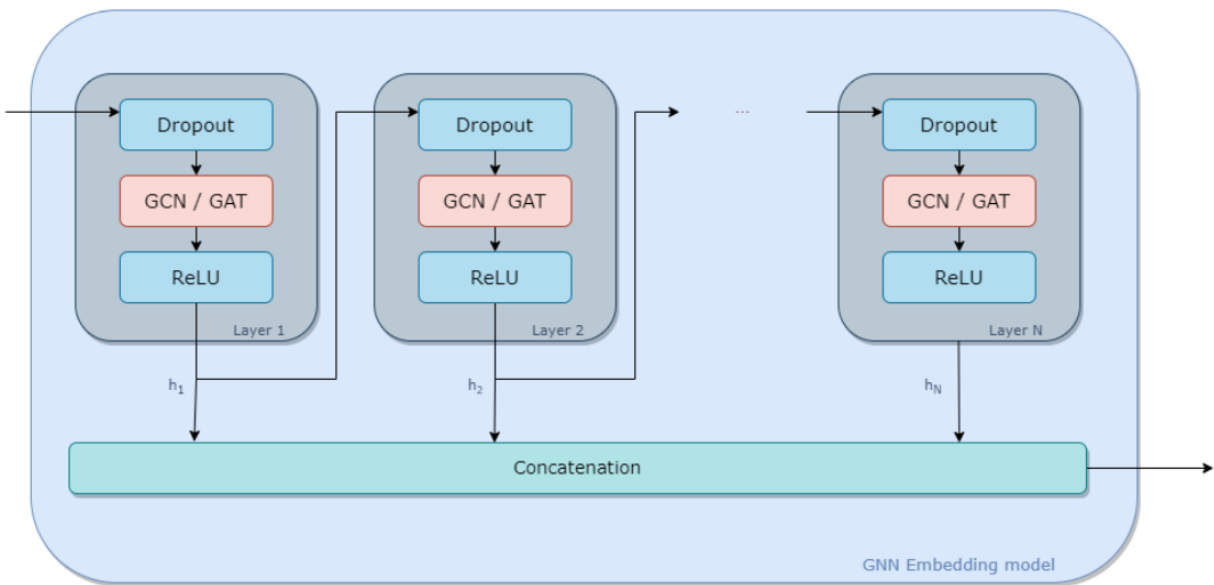 Dropout
GCN / GAT
ReLU
Layer 1
h₁
Dropout
GCN / GAT
ReLU
Layer 2
h₂
...
Dropout
GCN / GAT
ReLU
Layer N
h_N
Concatenation
GNN Embedding model